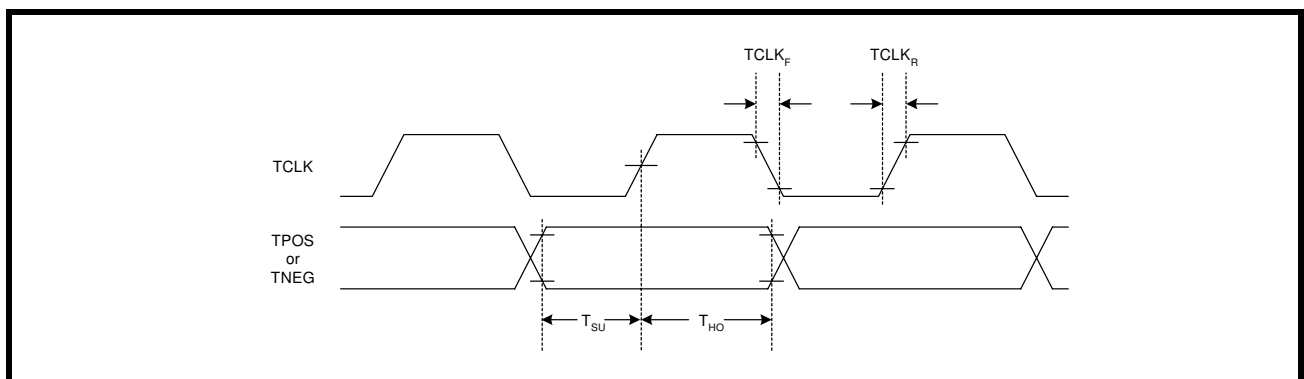 TCLKF TCLKR
TCLK
TPOS
or
TNEG
TSU THO